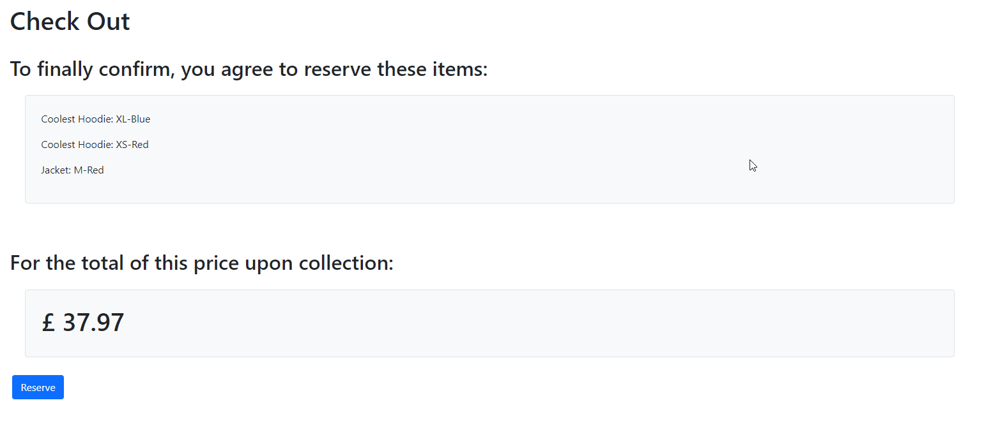 Check Out
To finally confirm, you agree to reserve these items:
Coolest Hoodie: XL-Blue
Coolest Hoodie: XS-Red
Jacket: M-Red
For the total of this price upon collection:
£ 37.97
Reserve